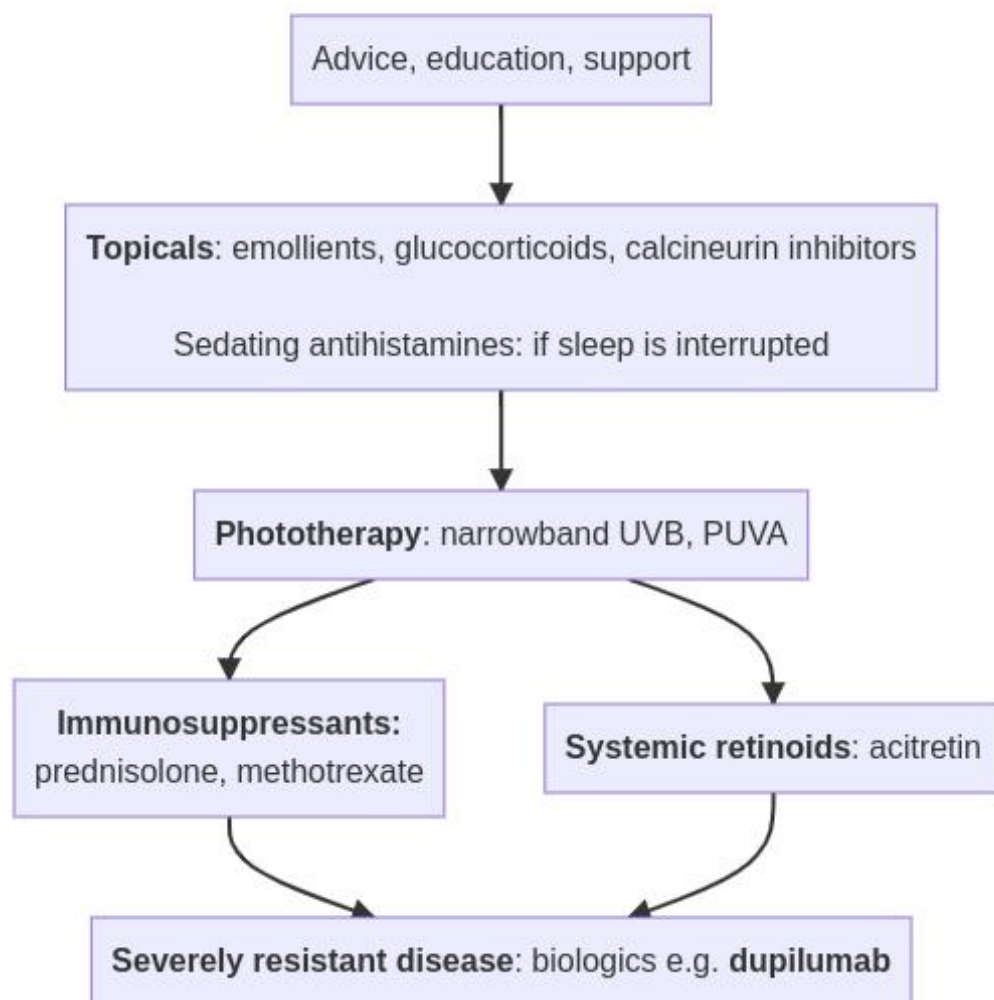 Advice, education, support
Topicals: emollients, glucocorticoids, calcineurin inhibitors
Sedating antihistamines: if sleep is interrupted
Phototherapy: narrowband UVB, PUVA
Immunosuppressants:
prednisolone, methotrexate
Systemic retinoids: acitretin
Severely resistant disease: biologics e.g. dupilumab